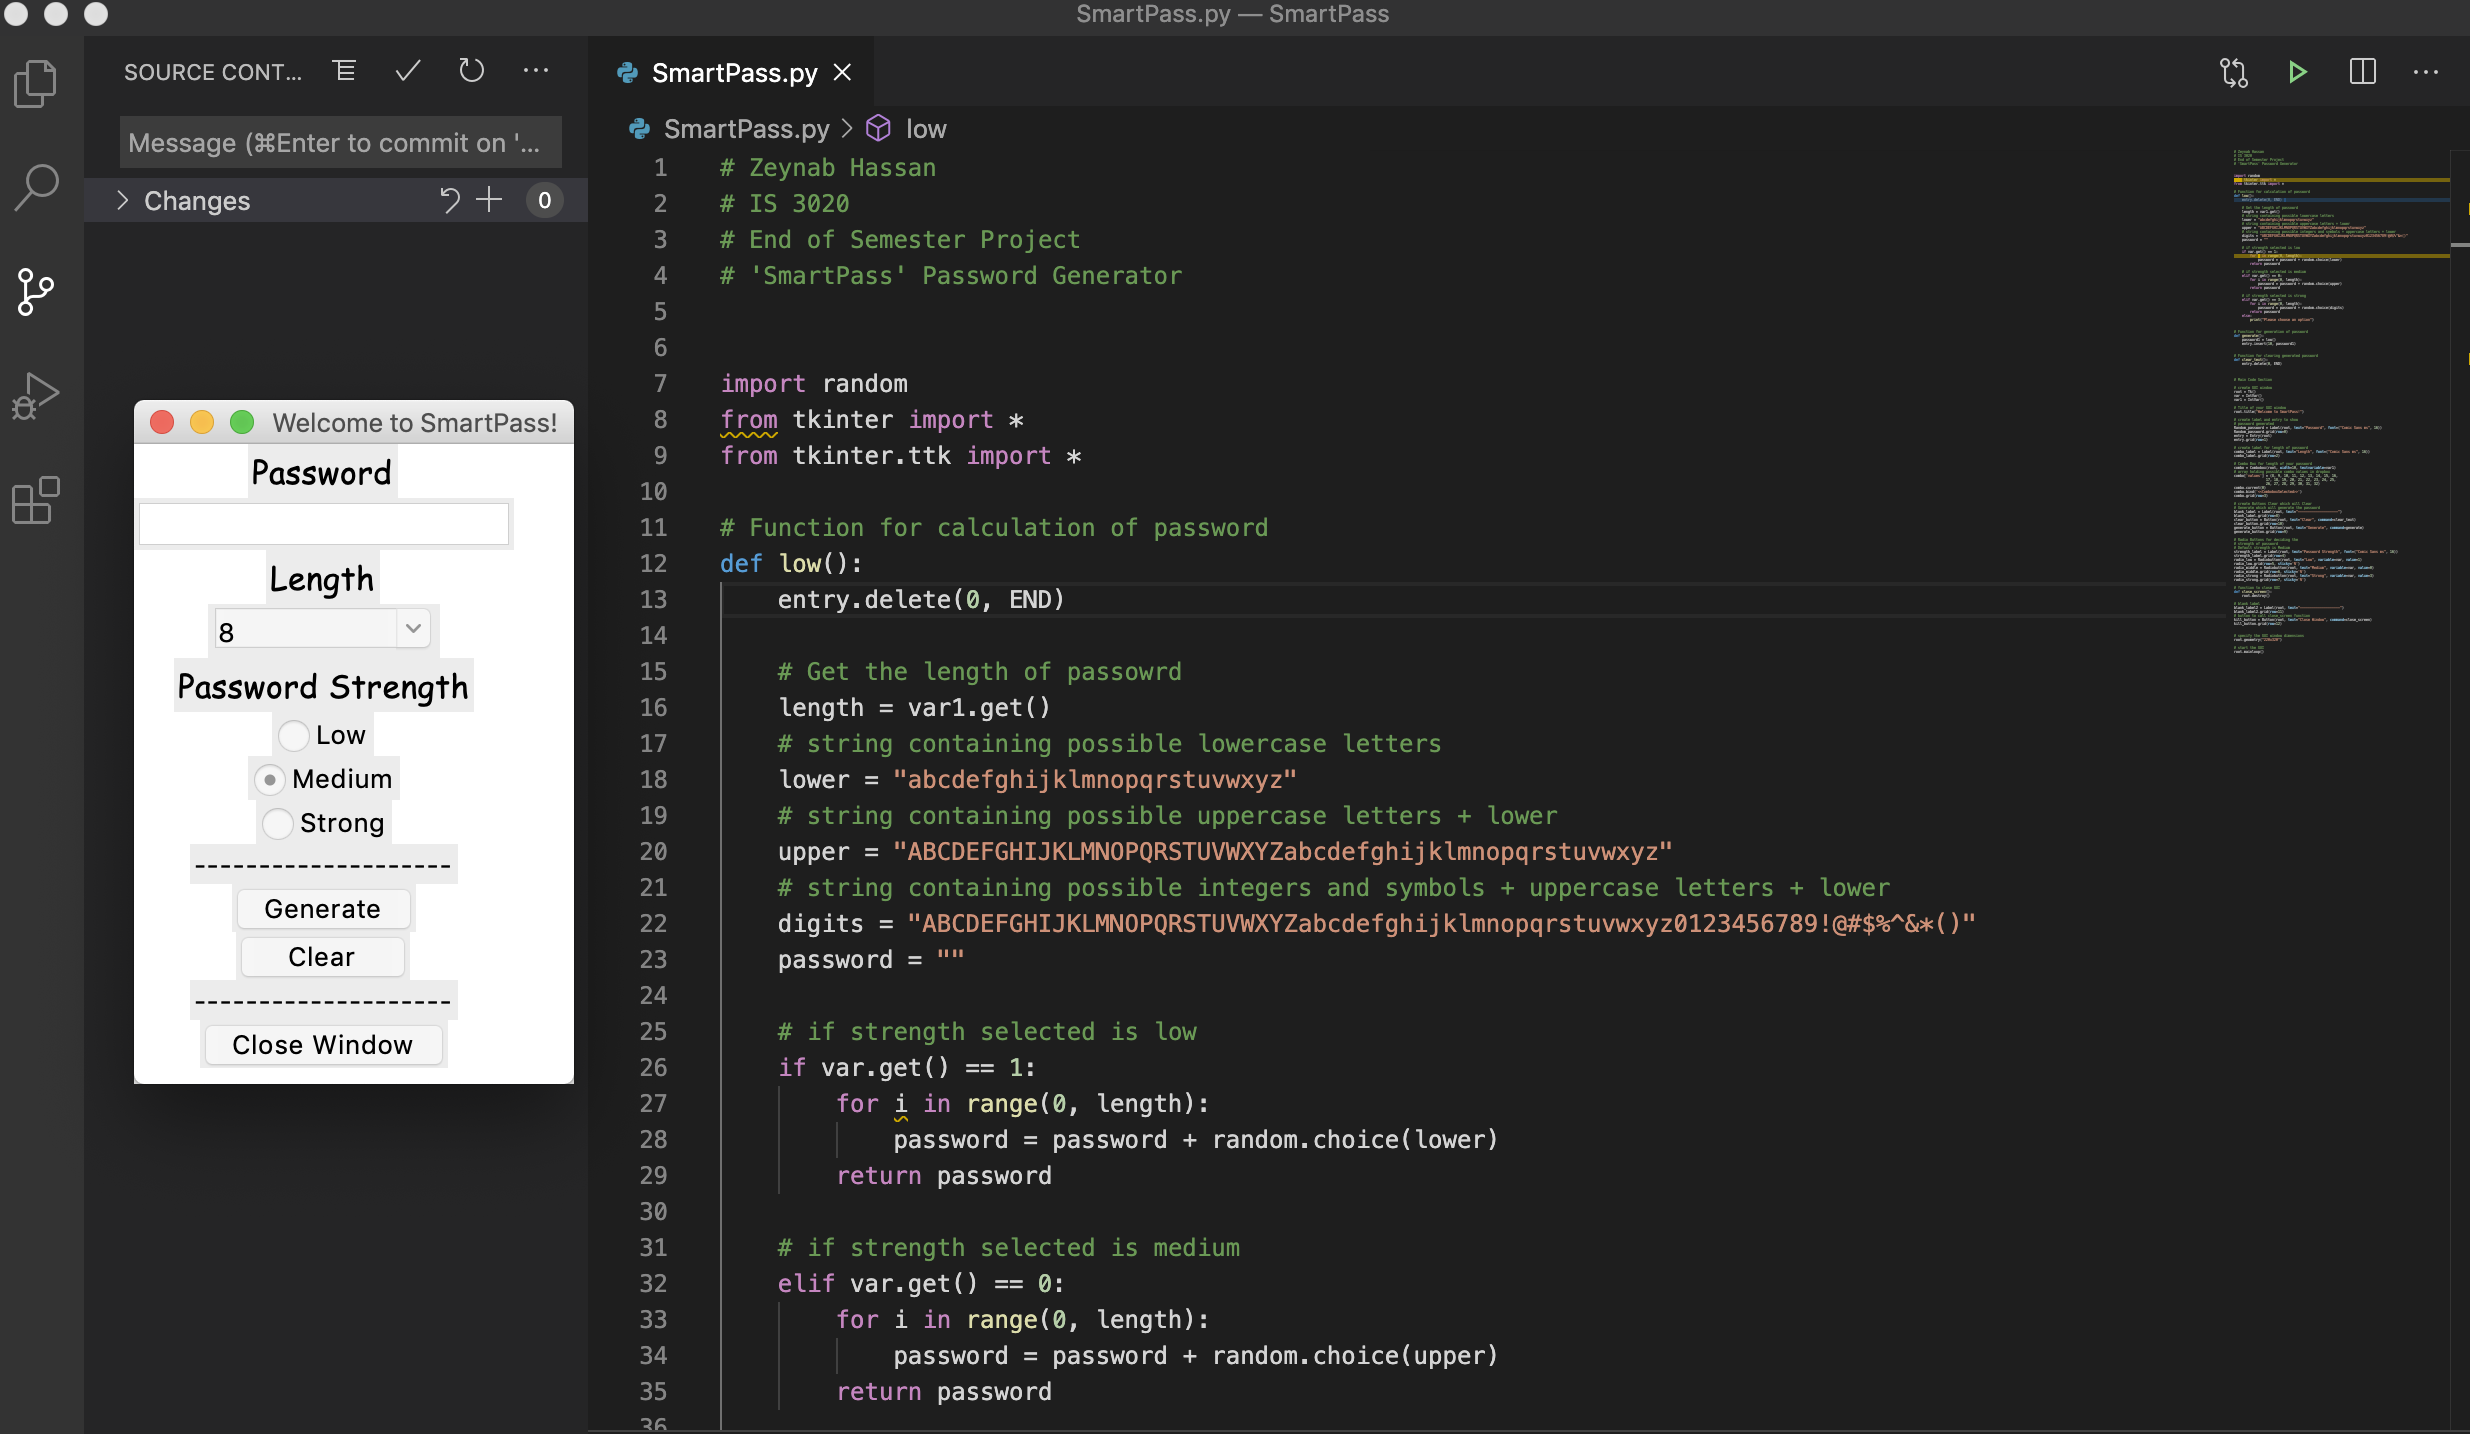 SmartPass.py — SmartPass
SOURCE CONT...
Message (⌘Enter to commit on '...
Changes
0
Welcome to SmartPass!
Password
Length
8
Password Strength
Low
Medium
Strong
--------------------
Generate
Clear
--------------------
Close Window
SmartPass.py
SmartPass.py > low
1 # Zeynab Hassan
2 # IS 3020
3 # End of Semester Project
4 # 'SmartPass' Password Generator
5
6
7 import random
8 from tkinter import *
9 from tkinter.ttk import *
10
11 # Function for calculation of password
12 def low():
13     entry.delete(0, END)
14
15     # Get the length of passowrd
16     length = var1.get()
17     # string containing possible lowercase letters
18     lower = "abcdefghijklmnopqrstuvwxyz"
19     # string containing possible uppercase letters + lower
20     upper = "ABCDEFGHIJKLMNOPQRSTUVWXYZabcdefghijklmnopqrstuvwxyz"
21     # string containing possible integers and symbols + uppercase letters + lower
22     digits = "ABCDEFGHIJKLMNOPQRSTUVWXYZabcdefghijklmnopqrstuvwxyz0123456789!@#$%^&*()"
23     password = ""
24
25     # if strength selected is low
26     if var.get() == 1:
27         for i in range(0, length):
28             password = password + random.choice(lower)
29         return password
30
31     # if strength selected is medium
32     elif var.get() == 0:
33         for i in range(0, length):
34             password = password + random.choice(upper)
35         return password
36